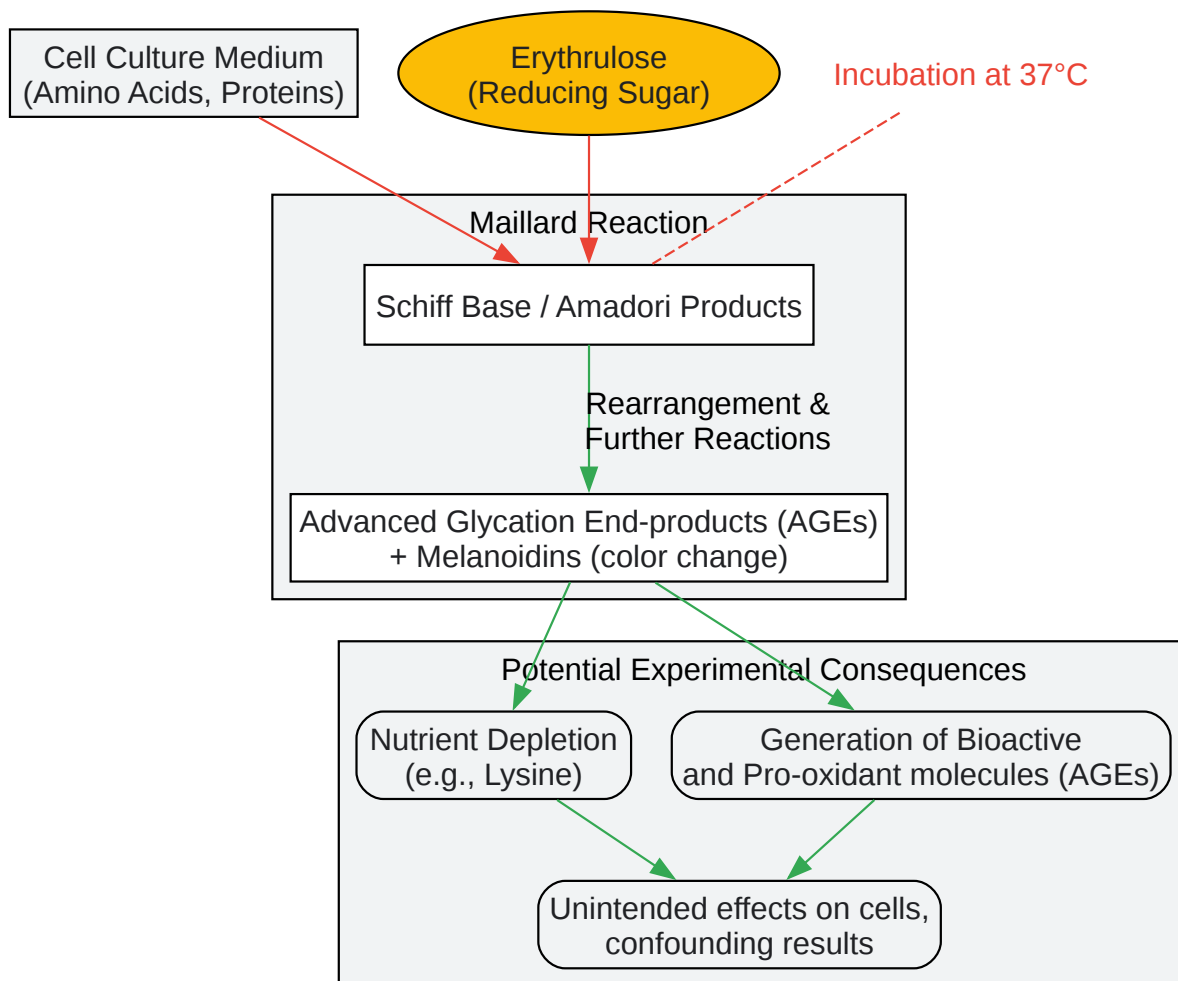 Cell Culture Medium
(Amino Acids, Proteins)
Erythrulose
(Reducing Sugar)
Incubation at 37°C
Maillard Reaction
Schiff Base / Amadori Products
Rearrangement &
Further Reactions
Advanced Glycation End-products (AGEs)
+ Melanoidins (color change)
Potential Experimental Consequences
Nutrient Depletion
(e.g., Lysine)
Generation of Bioactive
and Pro-oxidant molecules (AGEs)
Unintended effects on cells,
confounding results